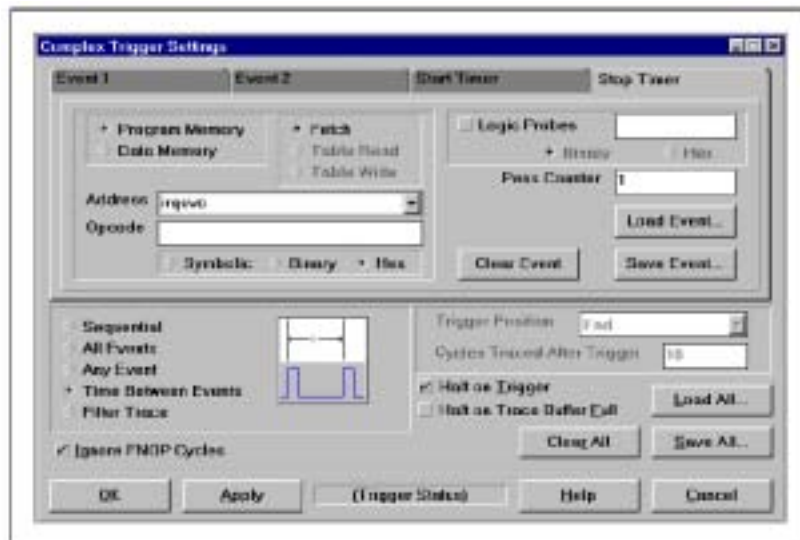 Complex Trigger Settings
Event 1 Event 2 Start Timer Stop Timer
Program Memory
Data Memory
Fetch
Table Read
Table Write
Address
Opcode
Symbolic Binary Hex
Logic Probes
Binary Hex
Pass Counter 1
Load Event...
Clear Event Save Event...
Sequential
All Events
Any Event
Time Between Events
Filter Trace
Trigger Position End
Cycles Traced After Trigger
Halt on Trigger
Halt on Trace Buffer Full
Load All...
Ignore FNOP Cycles
Clear All Save All...
OK Apply (Trigger Status) Help Cancel